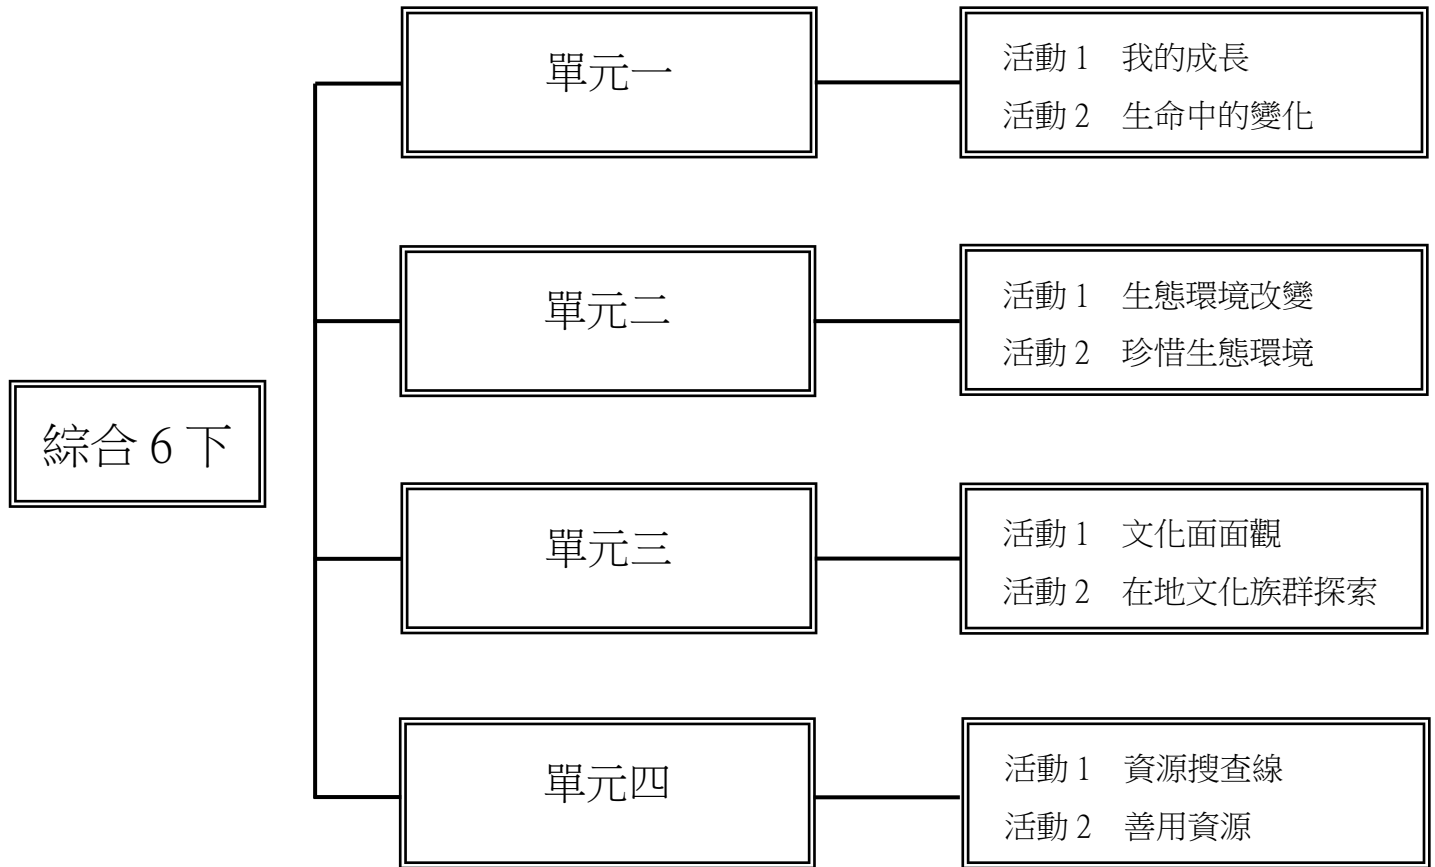 綜合 6 下
單元一
活動 1　我的成長
活動 2　生命中的變化
單元二
活動 1　生態環境改變
活動 2　珍惜生態環境
單元三
活動 1　文化面面觀
活動 2　在地文化族群探索
單元四
活動 1　資源搜查線
活動 2　善用資源